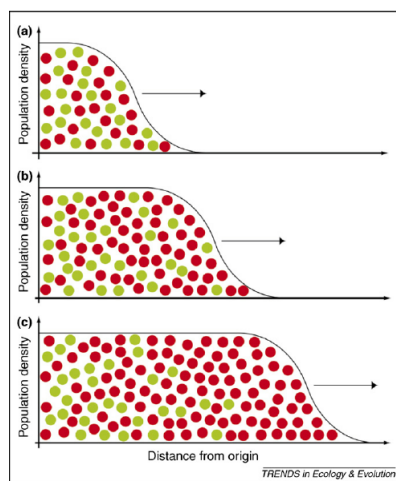 (a)
Population density
(b)
Population density
(c)
Population density
Distance from origin
TRENDS in Ecology & Evolution